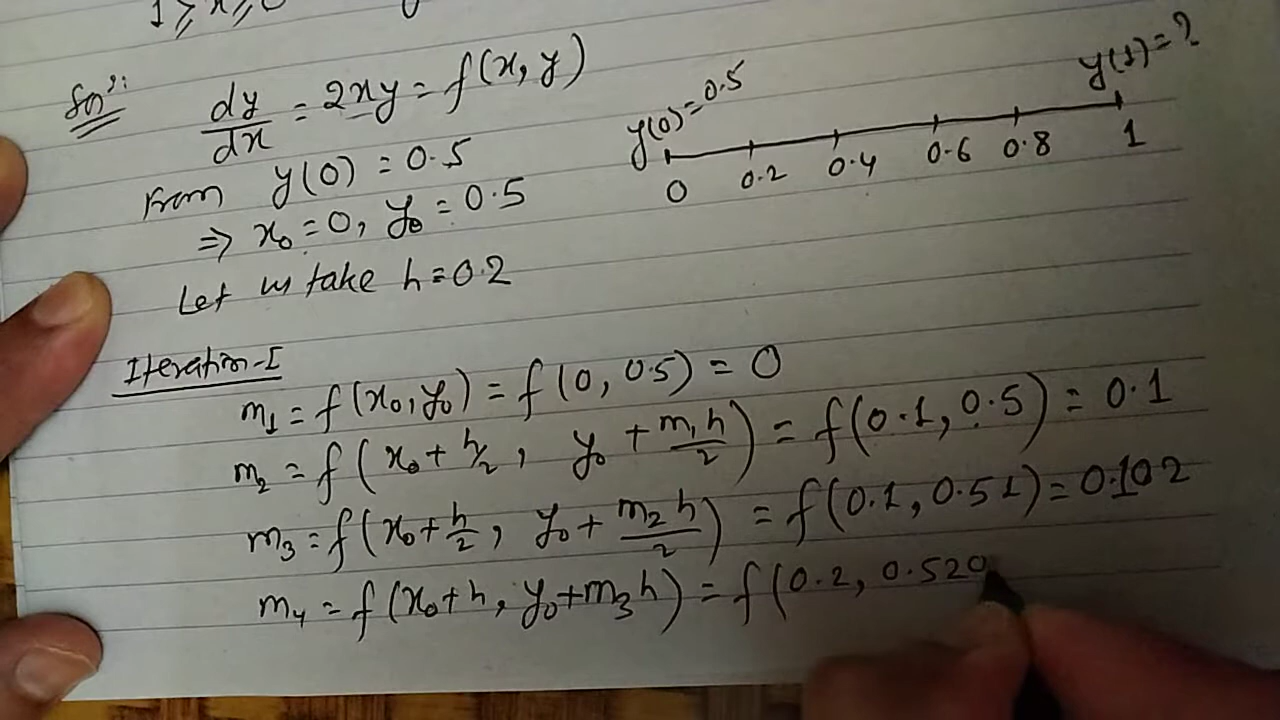 1 ≥ x ≥ 0
Solⁿ:
dy/dx = 2xy = f(x, y)
From y(0) = 0.5
⇒ x₀ = 0, y₀ = 0.5
Let us take h = 0.2
y(0) = 0.5
y(1) = ?
0 0.2 0.4 0.6 0.8 1
Iteration-I
m₁ = f(x₀, y₀) = f(0, 0.5) = 0
m₂ = f(x₀ + h/2, y₀ + m₁h/2) = f(0.1, 0.5) = 0.1
m₃ = f(x₀ + h/2, y₀ + m₂h/2) = f(0.1, 0.51) = 0.102
m₄ = f(x₀ + h, y₀ + m₃h) = f(0.2, 0.520